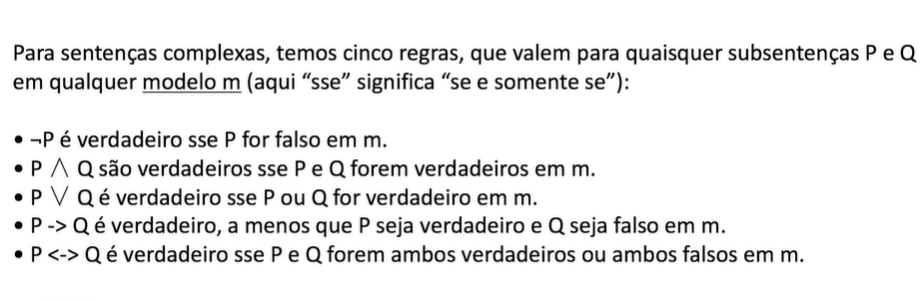 Para sentenças complexas, temos cinco regras, que valem para quaisquer subsentenças P e Q
em qualquer modelo m (aqui “sse” significa “se e somente se”):
• ¬P é verdadeiro sse P for falso em m.
• P ⋀ Q são verdadeiros sse P e Q forem verdadeiros em m.
• P ⋁ Q é verdadeiro sse P ou Q for verdadeiro em m.
• P -> Q é verdadeiro, a menos que P seja verdadeiro e Q seja falso em m.
• P <-> Q é verdadeiro sse P e Q forem ambos verdadeiros ou ambos falsos em m.